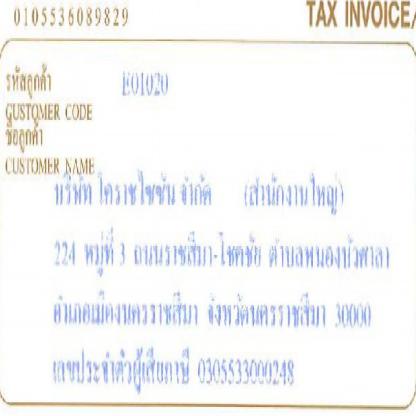 0105536089829 TAX INVOICE/
รหัสลูกค้า E01020
CUSTOMER CODE
ชื่อลูกค้า
CUSTOMER NAME
บริษัท โคราชไซซัน จำกัด (สำนักงานใหญ่)
224 หมู่ที่ 3 ถนนราชสีมา-โชคชัย ตำบลหนองบัวศาลา
อำเภอเมืองนครราชสีมา จังหวัดนครราชสีมา 30000
เลขประจำตัวผู้เสียภาษี 0305533000248